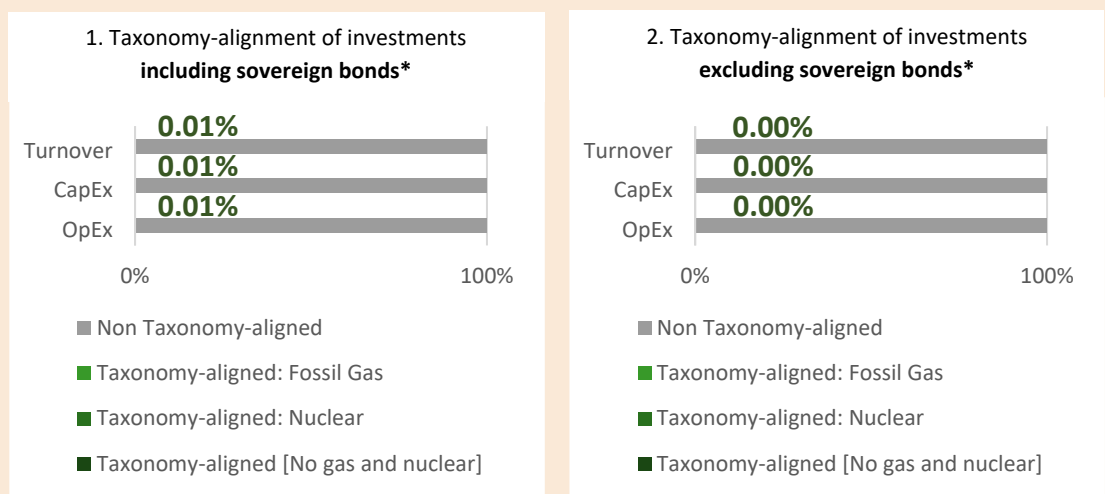 1. Taxonomy-alignment of investments
including sovereign bonds*
0.01%
Turnover
0.01%
CapEx
0.01%
OpEx
0%
100%
Non Taxonomy-aligned
Taxonomy-aligned: Fossil Gas
Taxonomy-aligned: Nuclear
Taxonomy-aligned [No gas and nuclear]
2. Taxonomy-alignment of investments
excluding sovereign bonds*
0.00%
Turnover
0.00%
CapEx
0.00%
OpEx
0%
100%
Non Taxonomy-aligned
Taxonomy-aligned: Fossil Gas
Taxonomy-aligned: Nuclear
Taxonomy-aligned [No gas and nuclear]